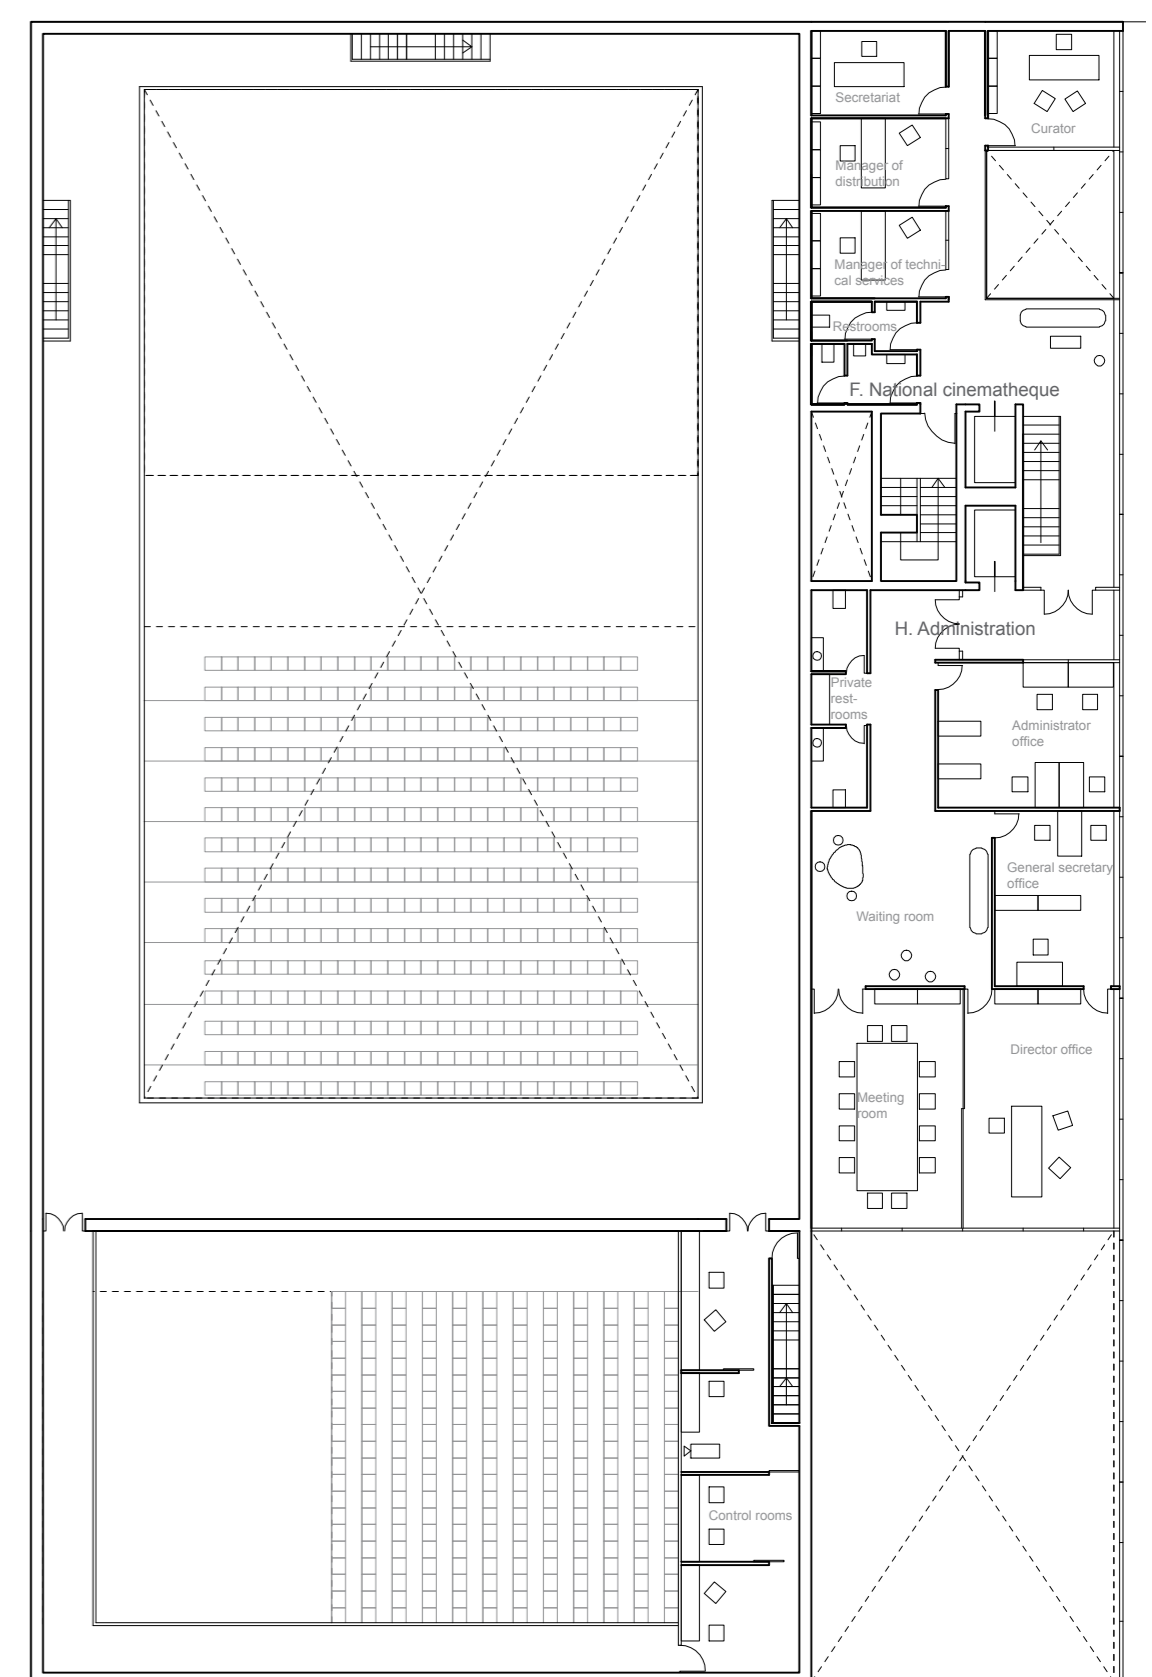 Secretariat
Curator
Manager of
distribution
Manager of techni-
cal services
Restrooms
F. National cinematheque
H. Administration
Private
rest-
rooms
Administrator
office
General secretary
office
Waiting room
Director office
Meeting
room
Control rooms